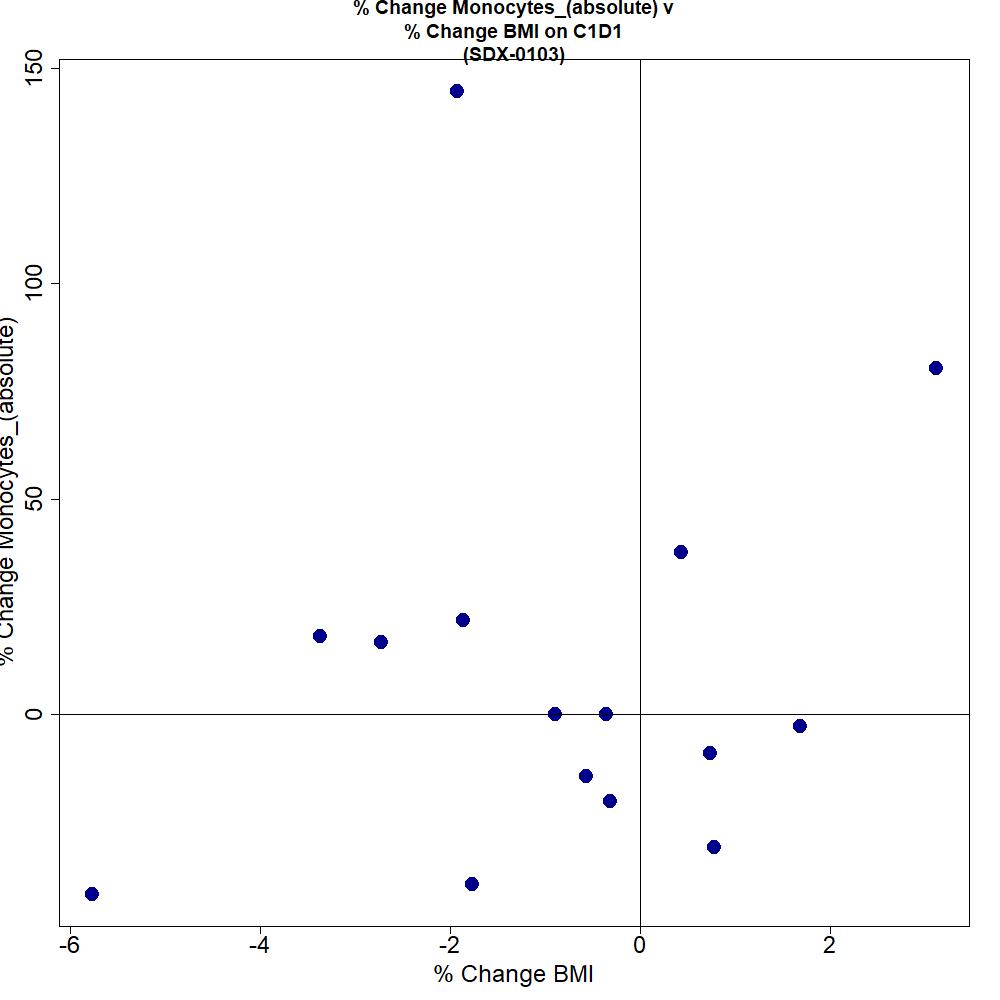 % Change Monocytes_(absolute) v
% Change BMI on C1D1
(SDX-0103)
150
100
50
0
% Change Monocytes_(absolute)
-6
-4
-2
0
2
% Change BMI